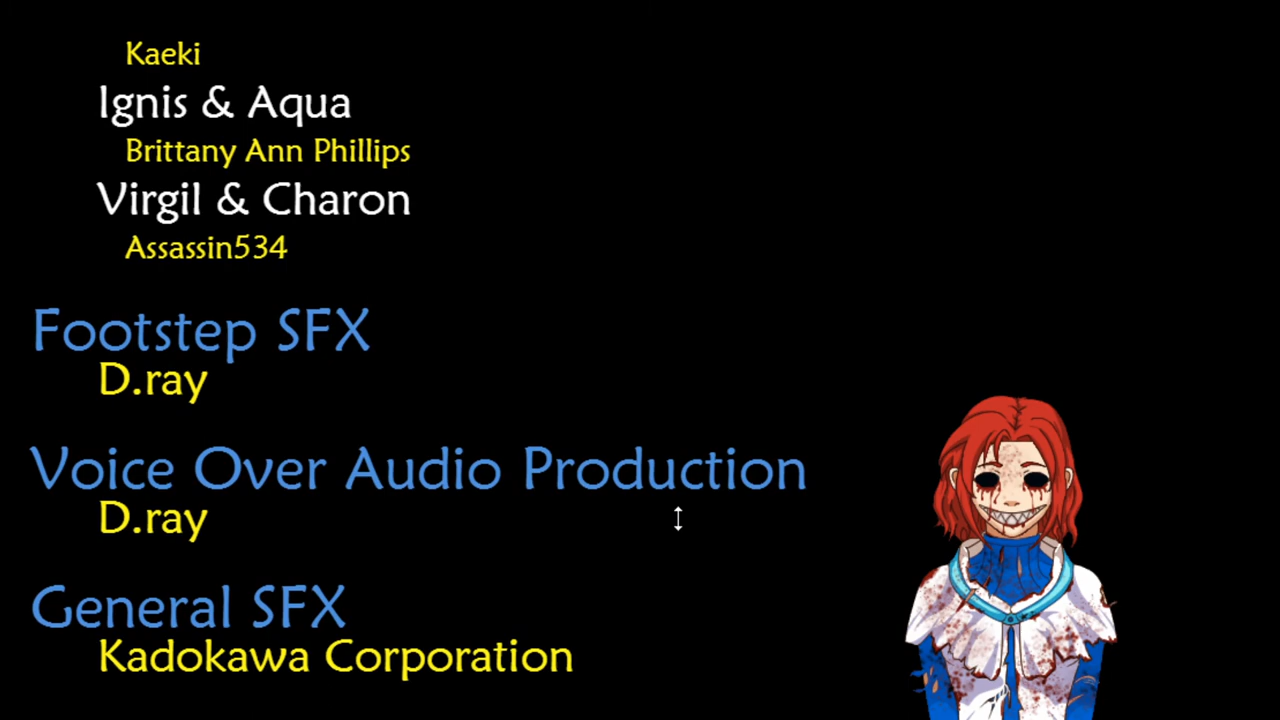 Kaeki
Ignis & Aqua
Brittany Ann Phillips
Virgil & Charon
Assassin534
Footstep SFX
D.ray
Voice Over Audio Production
D.ray
General SFX
Kadokawa Corporation